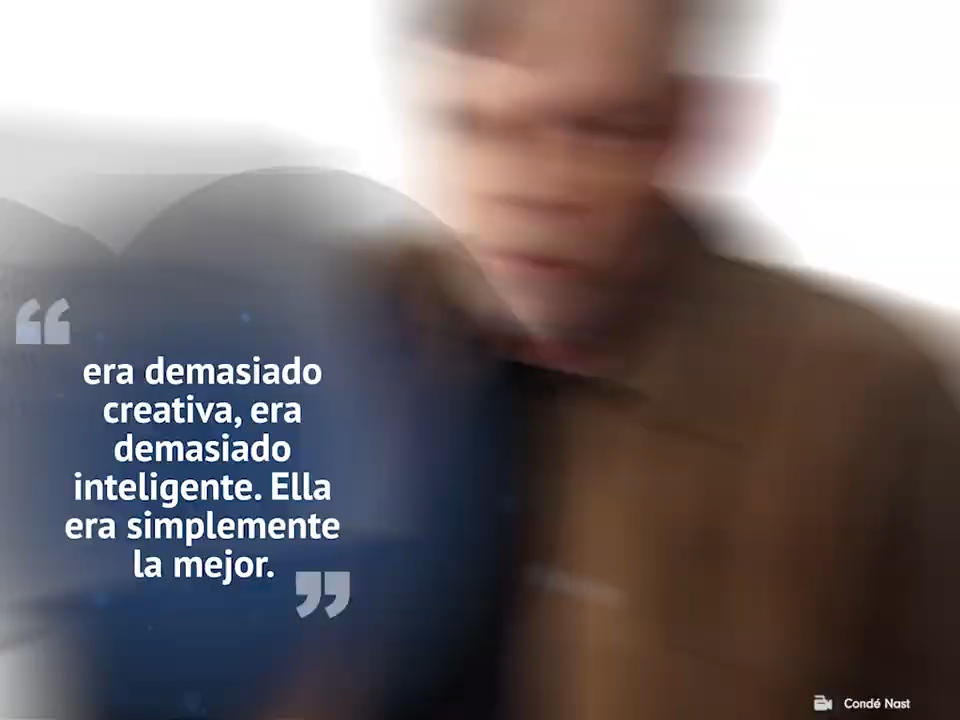 “
era demasiado
creativa, era
demasiado
inteligente. Ella
era simplemente
la mejor.
”
Condé Nast